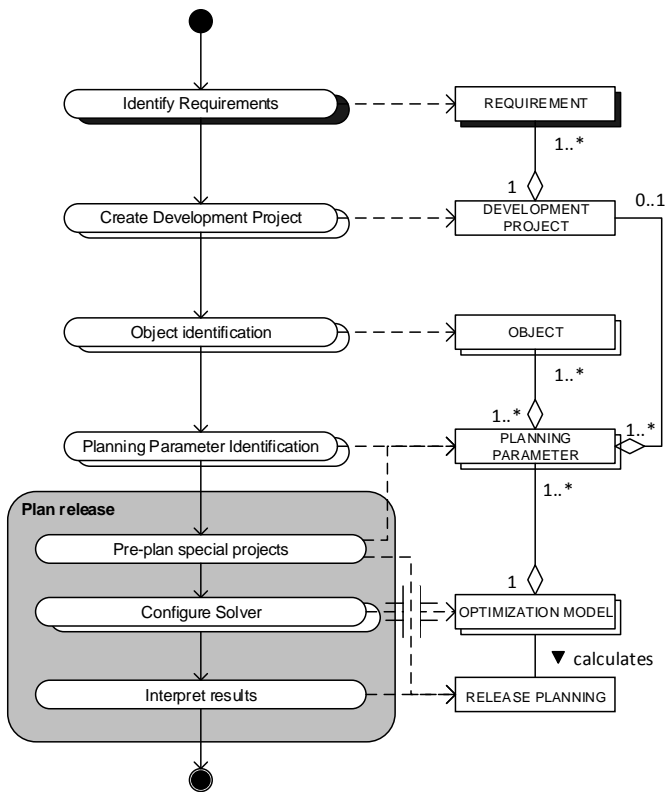 Identify Requirements
REQUIREMENT
1..*
1
Create Development Project
DEVELOPMENT
PROJECT
0..1
Object identification
OBJECT
1..*
1..*
1..*
Planning Parameter Identification
PLANNING
PARAMETER
1..*
Plan release
Pre-plan special projects
1
Configure Solver
OPTIMIZATION MODEL
▼ calculates
Interpret results
RELEASE PLANNING